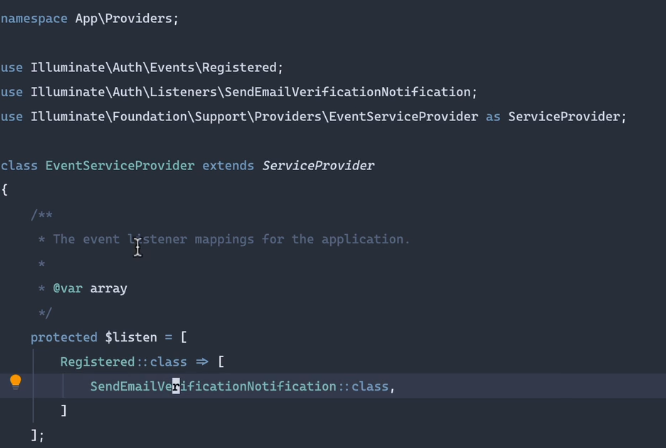 namespace App\Providers;
use Illuminate\Auth\Events\Registered;
use Illuminate\Auth\Listeners\SendEmailVerificationNotification;
use Illuminate\Foundation\Support\Providers\EventServiceProvider as ServiceProvider;
class EventServiceProvider extends ServiceProvider
{
/**
* The event listener mappings for the application.
*
* @var array
*/
protected $listen = [
Registered::class => [
SendEmailVerificationNotification::class,
]
];